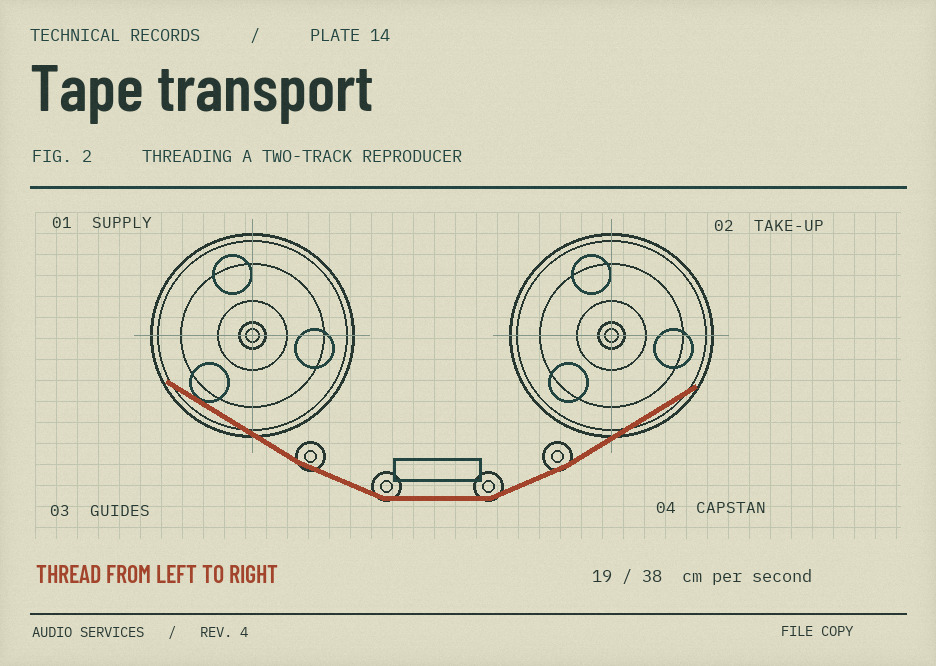 TECHNICAL RECORDS / PLATE 14
Tape transport
FIG. 2 THREADING A TWO-TRACK REPRODUCER
01 SUPPLY
02 TAKE-UP
03 GUIDES
04 CAPSTAN
THREAD FROM LEFT TO RIGHT
19 / 38 cm per second
AUDIO SERVICES / REV. 4
FILE COPY